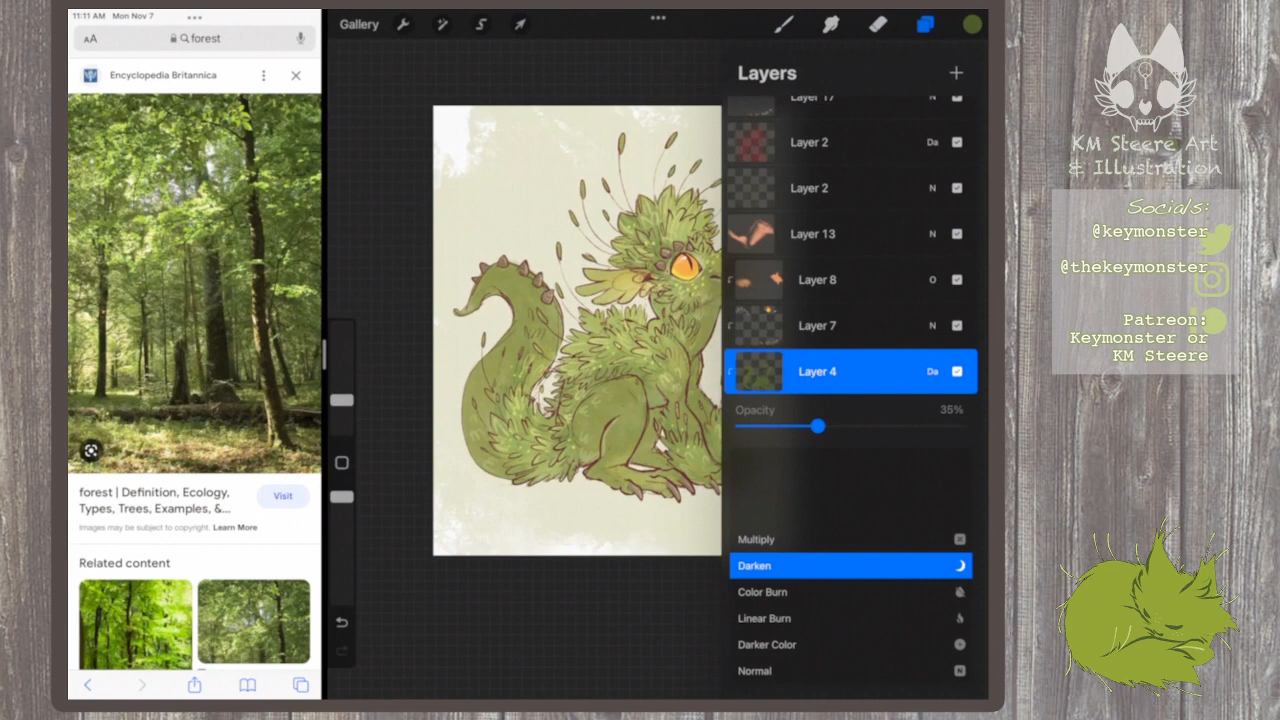 11:11 AM Mon Nov 7
AA
forest
Encyclopedia Britannica
forest | Definition, Ecology,
Types, Trees, Examples, &...
Visit
Images may be subject to copyright. Learn More
Related content
Gallery
Layers
Layer 17 N
Layer 2 Da
Layer 2 N
Layer 13 N
Layer 8 O
Layer 7 N
Layer 4 Da
Opacity 35%
Multiply
Darken
Color Burn
Linear Burn
Darker Color
Normal N
KM Steere Art
& Illustration
Socials:
@keymonster
@thekeymonster
Patreon:
Keymonster or
KM Steere